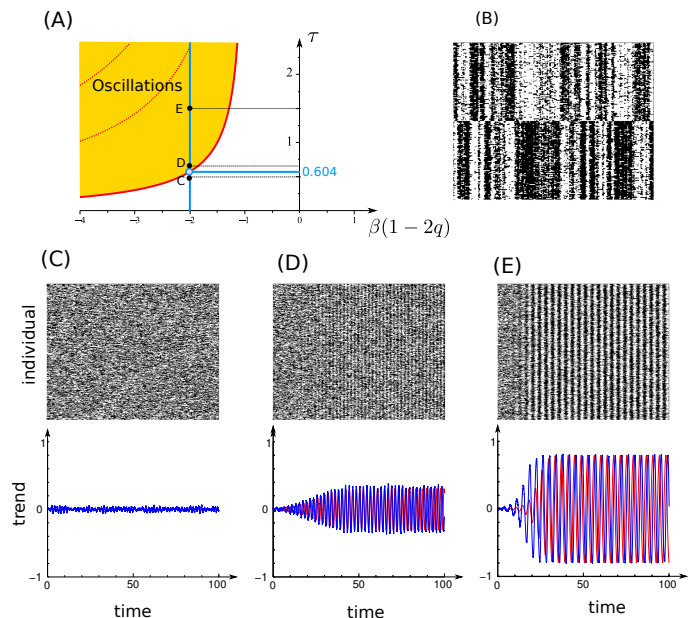 (A)
τ
2
Oscillations
E
1
D
0.604
C
−4
−3
−2
−1
0
1
β(1 − 2q)
(B)
(C)
(D)
(E)
individual
trend
1
0
−1
0
50
100
time
1
0
−1
0
50
100
time
1
0
−1
0
50
100
time